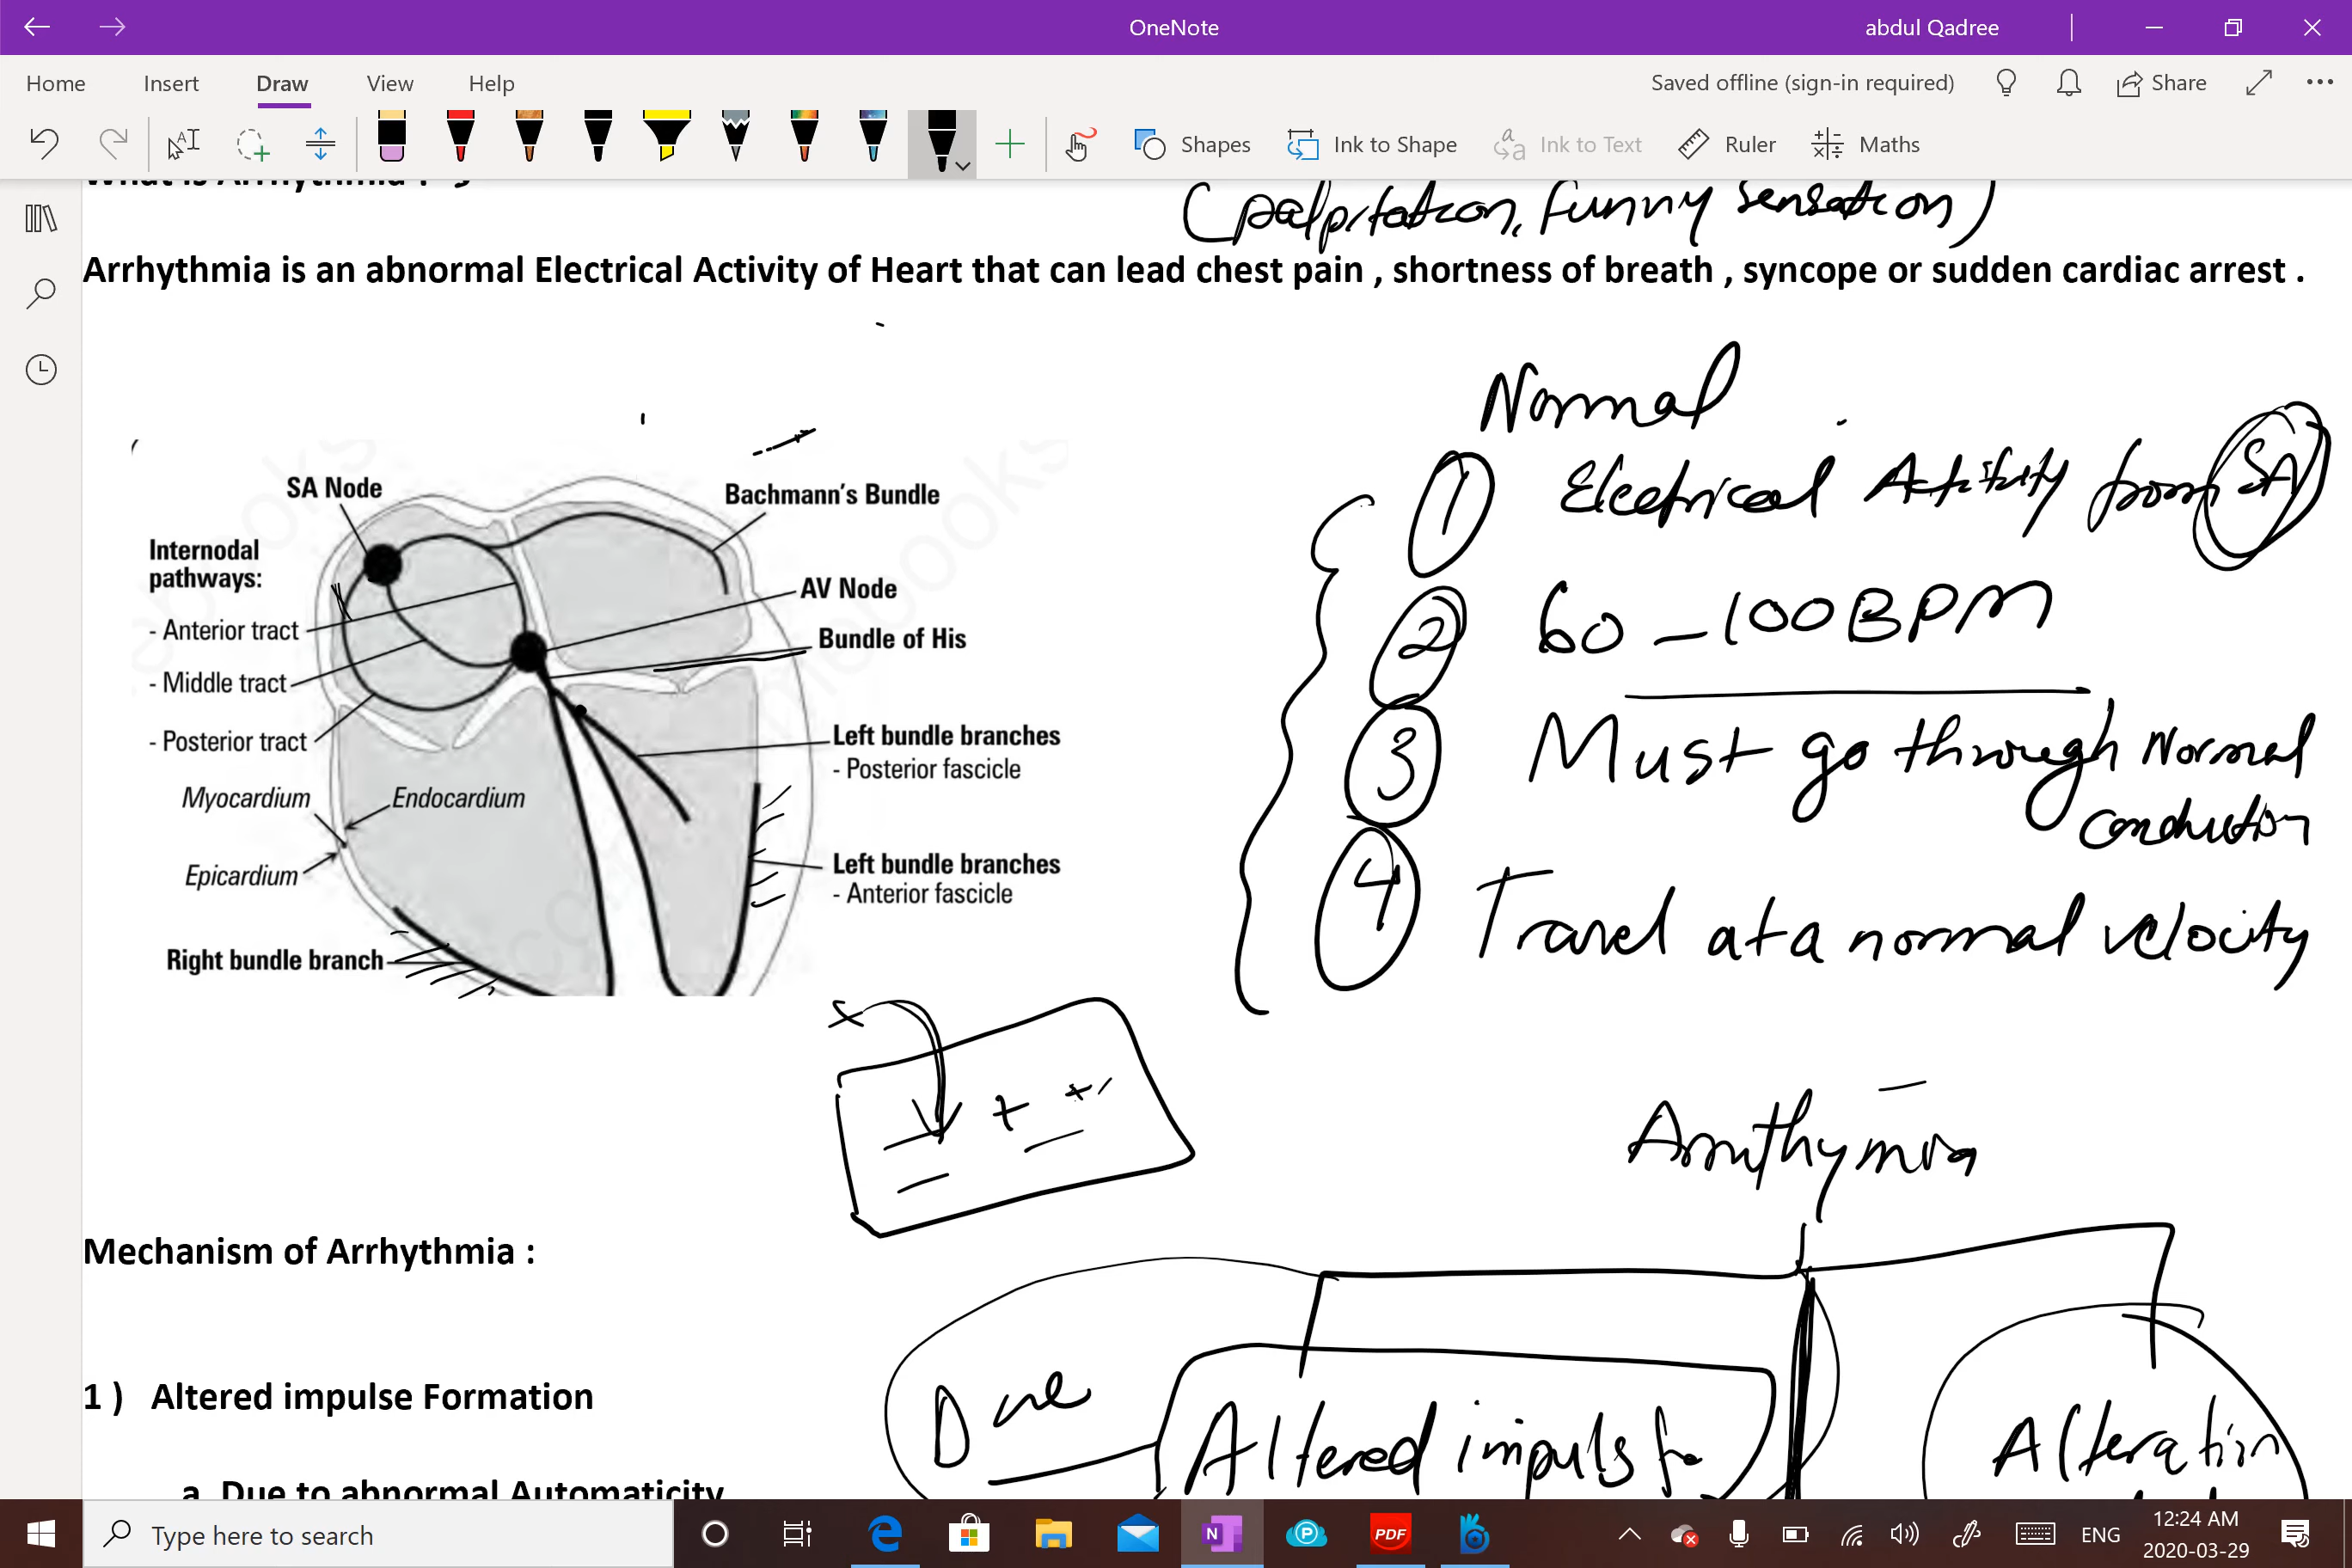 OneNote
abdul Qadree
Home Insert Draw View Help
Saved offline (sign-in required)
Share
Shapes
Ink to Shape
Ink to Text
Ruler
Maths
What is Arrhythmia ?
(palpitation, funny sensation)
Arrhythmia is an abnormal Electrical Activity of Heart that can lead chest pain , shortness of breath , syncope or sudden cardiac arrest .
Normal
1 Electrical Activity from SA
2 60 - 100 BPM
3 Must go through Normal
conduction
4 Travel at a normal velocity
SA Node
Bachmann's Bundle
Internodal
pathways:
AV Node
- Anterior tract
Bundle of His
- Middle tract
- Posterior tract
Left bundle branches
- Posterior fascicle
Myocardium
Endocardium
Epicardium
Left bundle branches
- Anterior fascicle
Right bundle branch
Arrhythmia
Mechanism of Arrhythmia :
1 ) Altered impulse Formation
Altered impuls
Alteration
a. Due to abnormal Automaticity
Type here to search
PDF
ENG
12:24 AM
2020-03-29